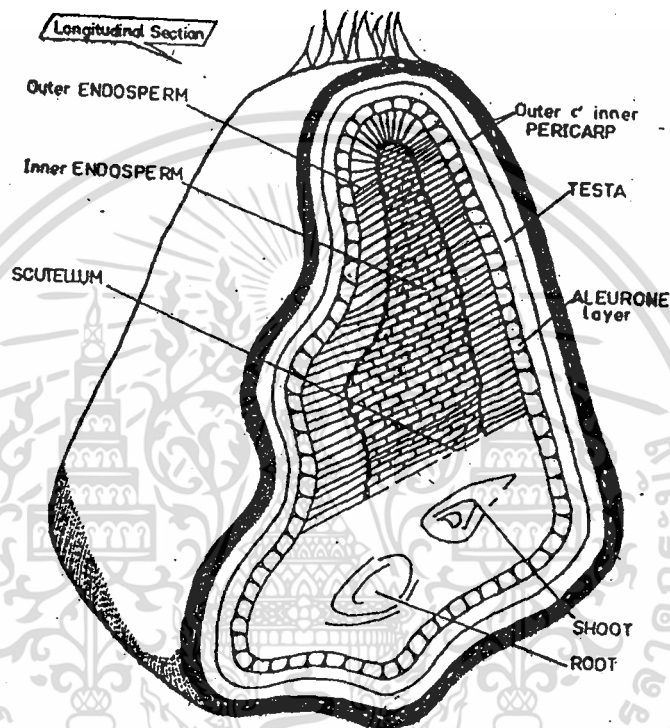 Longitudinal Section
Outer ENDOSPERM
Inner ENDOSPERM
SCUTELLUM
Outer c' inner
PERICARP
TESTA
ALEURONE
layer
SHOOT
ROOT